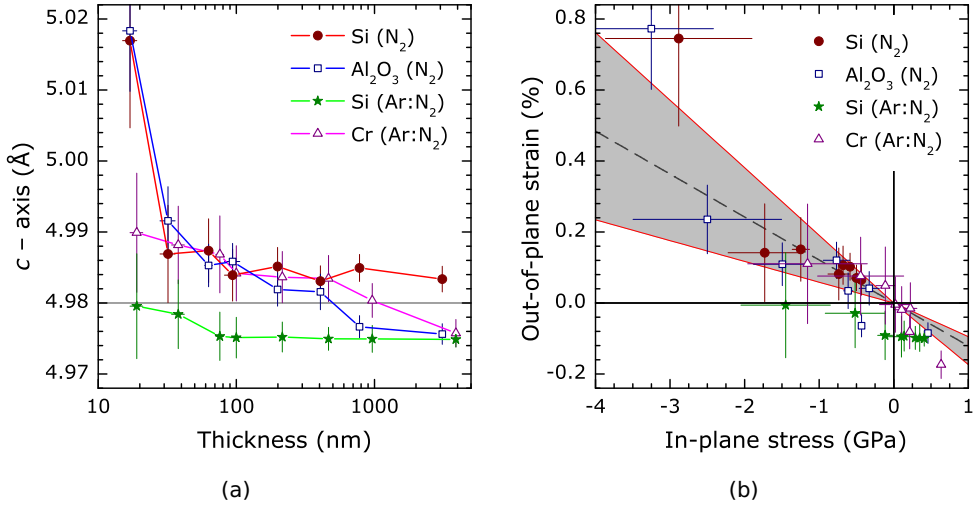 5.02
5.01
5.00
4.99
4.98
4.97
c – axis (Å)
10
100
1000
Thickness (nm)
Si (N₂)
Al₂O₃ (N₂)
Si (Ar:N₂)
Cr (Ar:N₂)
(a)
0.8
0.6
0.4
0.2
0.0
-0.2
Out-of-plane strain (%)
-4
-3
-2
-1
0
1
In-plane stress (GPa)
Si (N₂)
Al₂O₃ (N₂)
Si (Ar:N₂)
Cr (Ar:N₂)
(b)